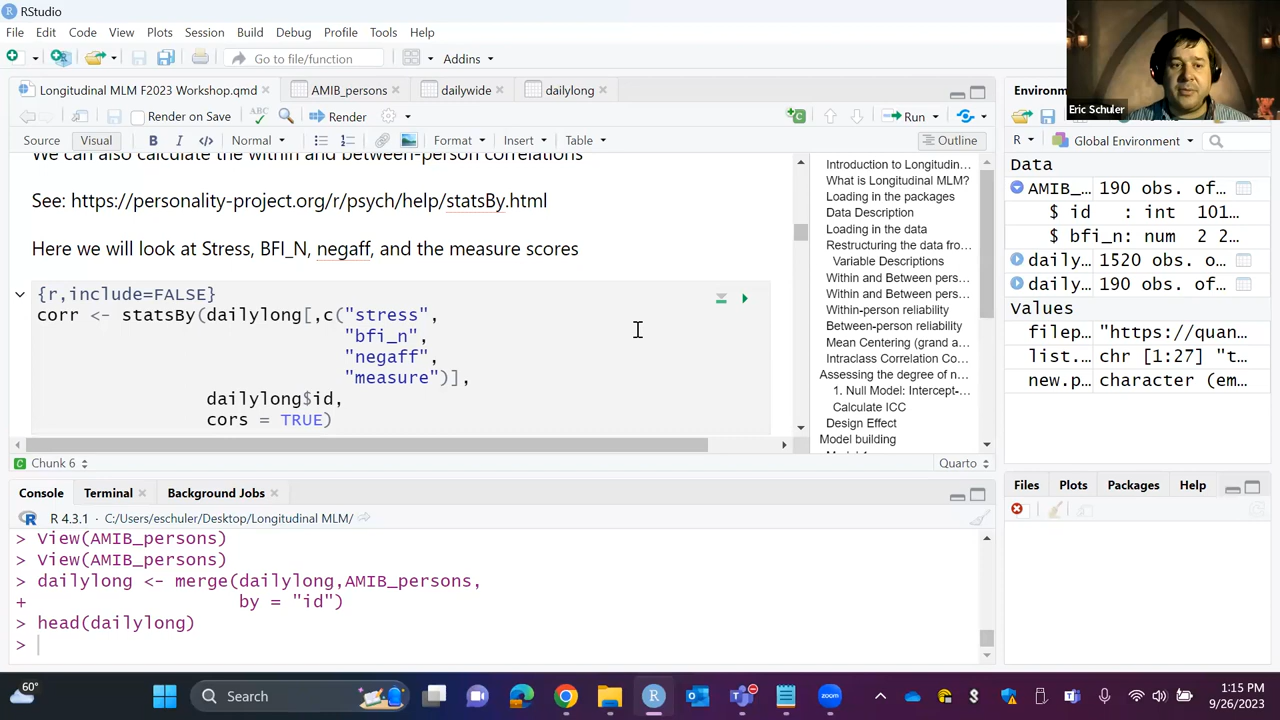 RStudio
File Edit Code View Plots Session Build Debug Profile Tools Help
Go to file/function Addins
Eric Schuler
Longitudinal MLM F2023 Workshop.qmd AMIB_persons dailywide dailylong
Environ
Render on Save Render Run
R Global Environment
Source Visual B I Normal Format Insert Table Outline
We can also calculate the within and between-person correlations
See: https://personality-project.org/r/psych/help/statsBy.html
Here we will look at Stress, BFI_N, negaff, and the measure scores
{r,include=FALSE}
corr <- statsBy(dailylong[,c("stress",
"bfi_n",
"negaff",
"measure")],
dailylong$id,
cors = TRUE)
Introduction to Longitudin...
What is Longitudinal MLM?
Loading in the packages
Data Description
Loading in the data
Restructuring the data fro...
Variable Descriptions
Within and Between pers...
Within and Between pers...
Within-person reliability
Between-person reliability
Mean Centering (grand a...
Intraclass Correlation Co...
Assessing the degree of n...
1. Null Model: Intercept-...
Calculate ICC
Design Effect
Model building
Data
AMIB_... 190 obs. of...
$ id : int 101...
$ bfi_n: num 2 2...
daily... 1520 obs. o...
daily... 190 obs. of...
Values
filep... "https://quan...
list.... chr [1:27] "t...
new.p... character (em...
Chunk 6 Quarto
Console Terminal Background Jobs
Files Plots Packages Help
R 4.3.1 · C:/Users/eschuler/Desktop/Longitudinal MLM/
> View(AMIB_persons)
> View(AMIB_persons)
> dailylong <- merge(dailylong,AMIB_persons,
+ by = "id")
> head(dailylong)
>
60°
Search
zoom
1:15 PM
9/26/2023